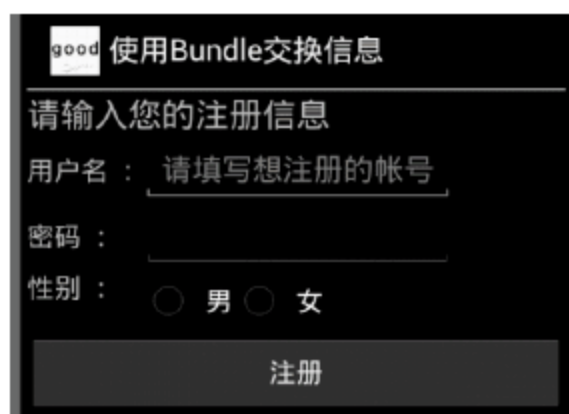 good 使用Bundle交换信息
请输入您的注册信息
用户名 : 请填写想注册的帐号
密码 :
性别 : 男 女
注册